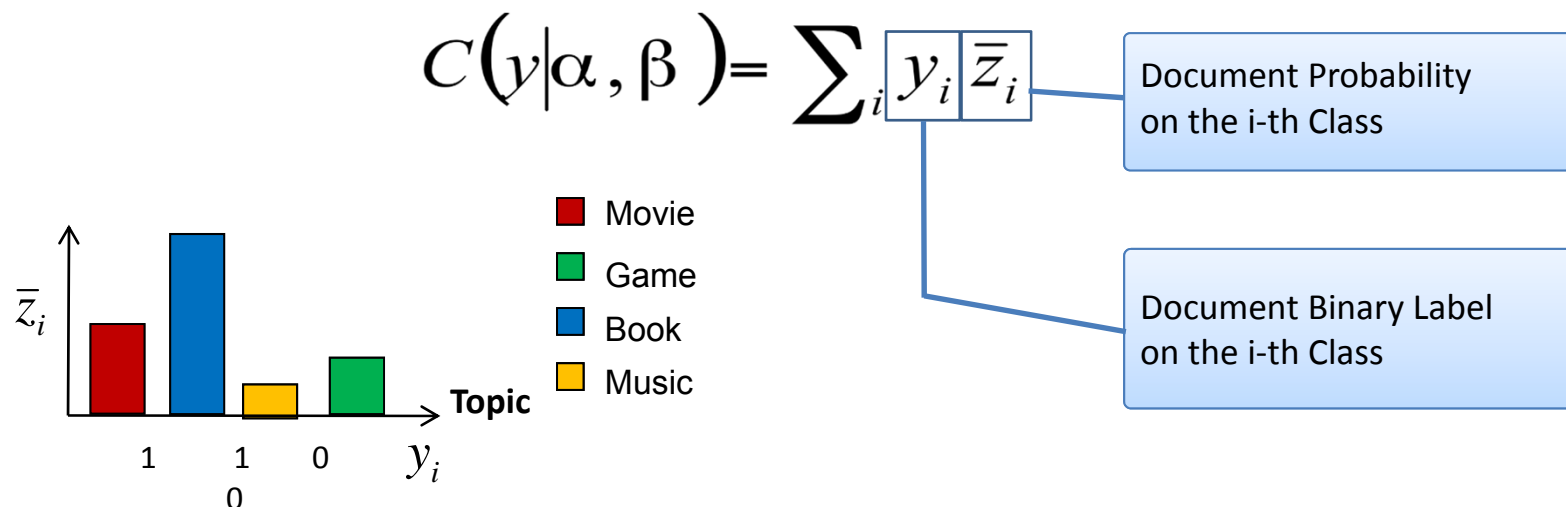 C(y|α, β) = ∑ᵢ yᵢ z̅ᵢ
Document Probability
on the i-th Class
Document Binary Label
on the i-th Class
Movie
Game
Book
Music
z̅ᵢ
Topic
1 1 0 yᵢ
0